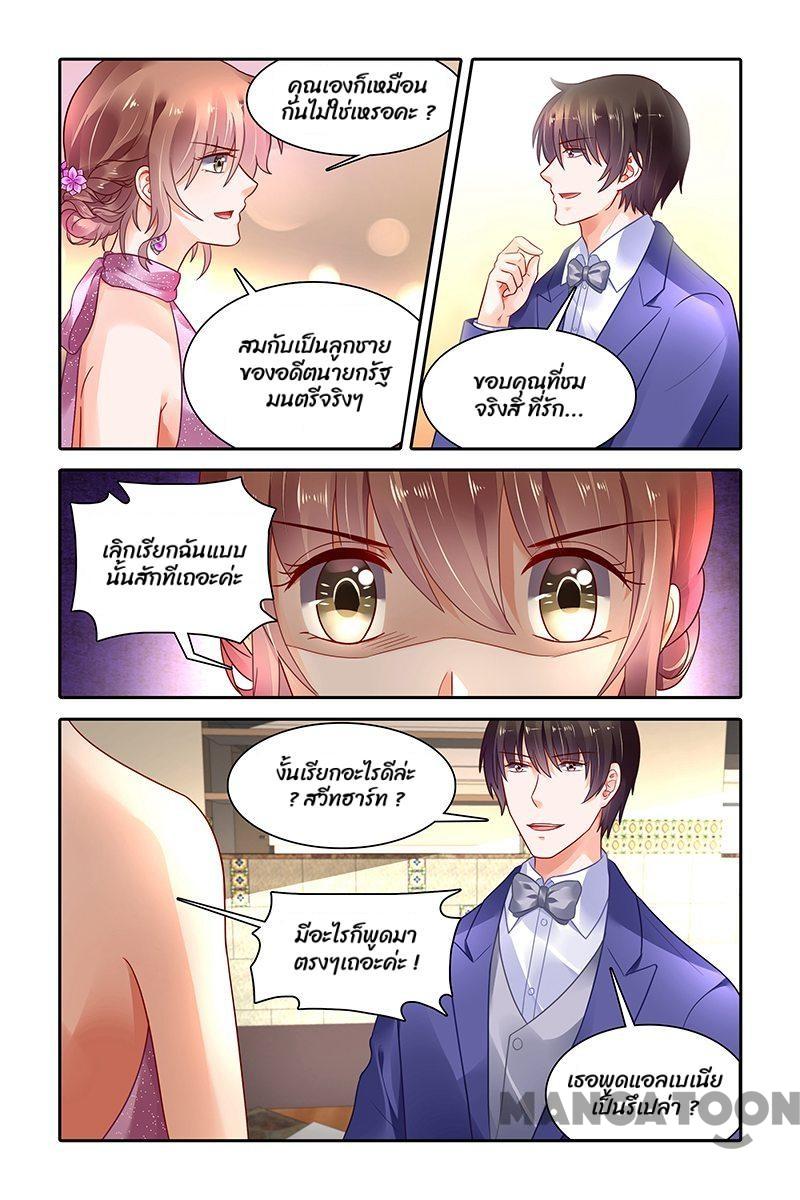 คุณเองก็เหมือน
กันไม่ใช่เหรอคะ ?
สมกับเป็นลูกชาย
ของอดีตนายกรัฐ
มนตรีจริงๆ
ขอบคุณที่ชม
จริงสิ ที่รัก...
เลิกเรียกฉันแบบ
นั้นสักทีเถอะค่ะ
งั้นเรียกอะไรดีล่ะ
? สวีทฮาร์ท ?
มีอะไรก็พูดมา
ตรงๆเถอะค่ะ !
เธอพูดแอลเบเนีย
เป็นรึเปล่า ?
MANGATOON